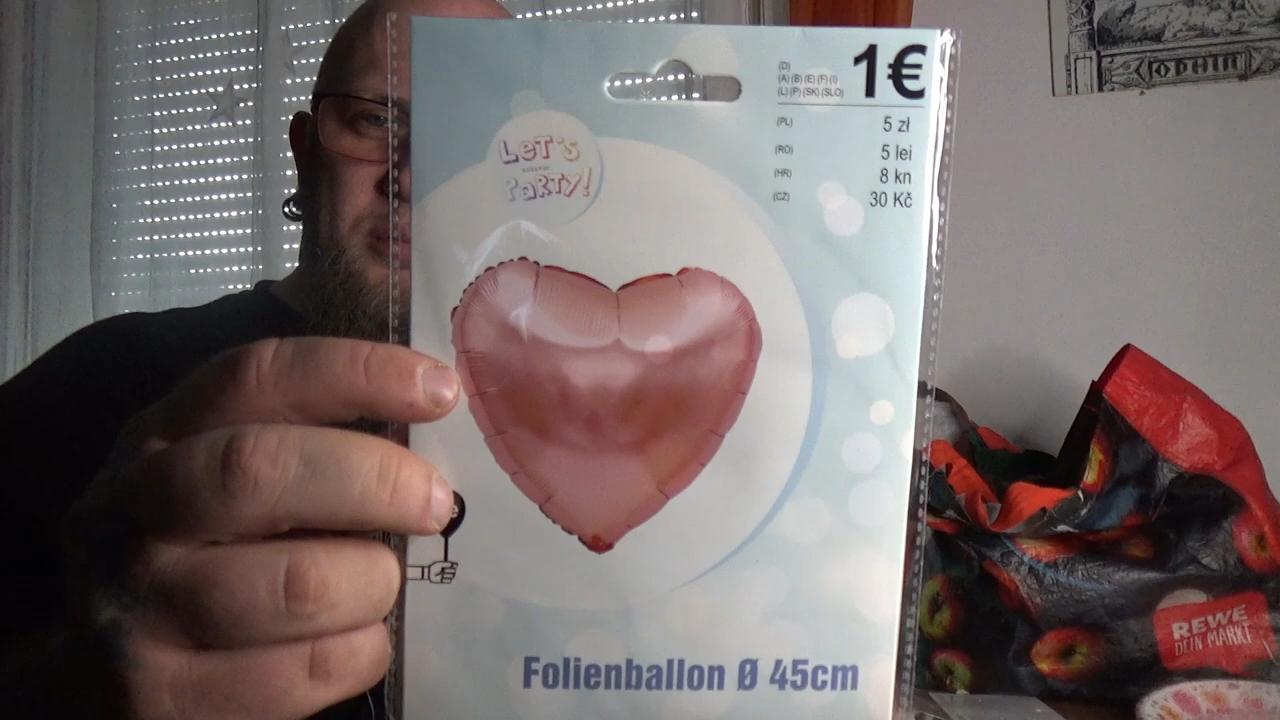 LET'S
PARTY!
(D)
(A) (B) (E) (F) (I)
(L) (P) (SK) (SLO)
1€
(PL) 5 zł
(RO) 5 lei
(HR) 8 kn
(CZ) 30 Kč
Folienballon Ø 45cm
REWE
DEIN MARKT